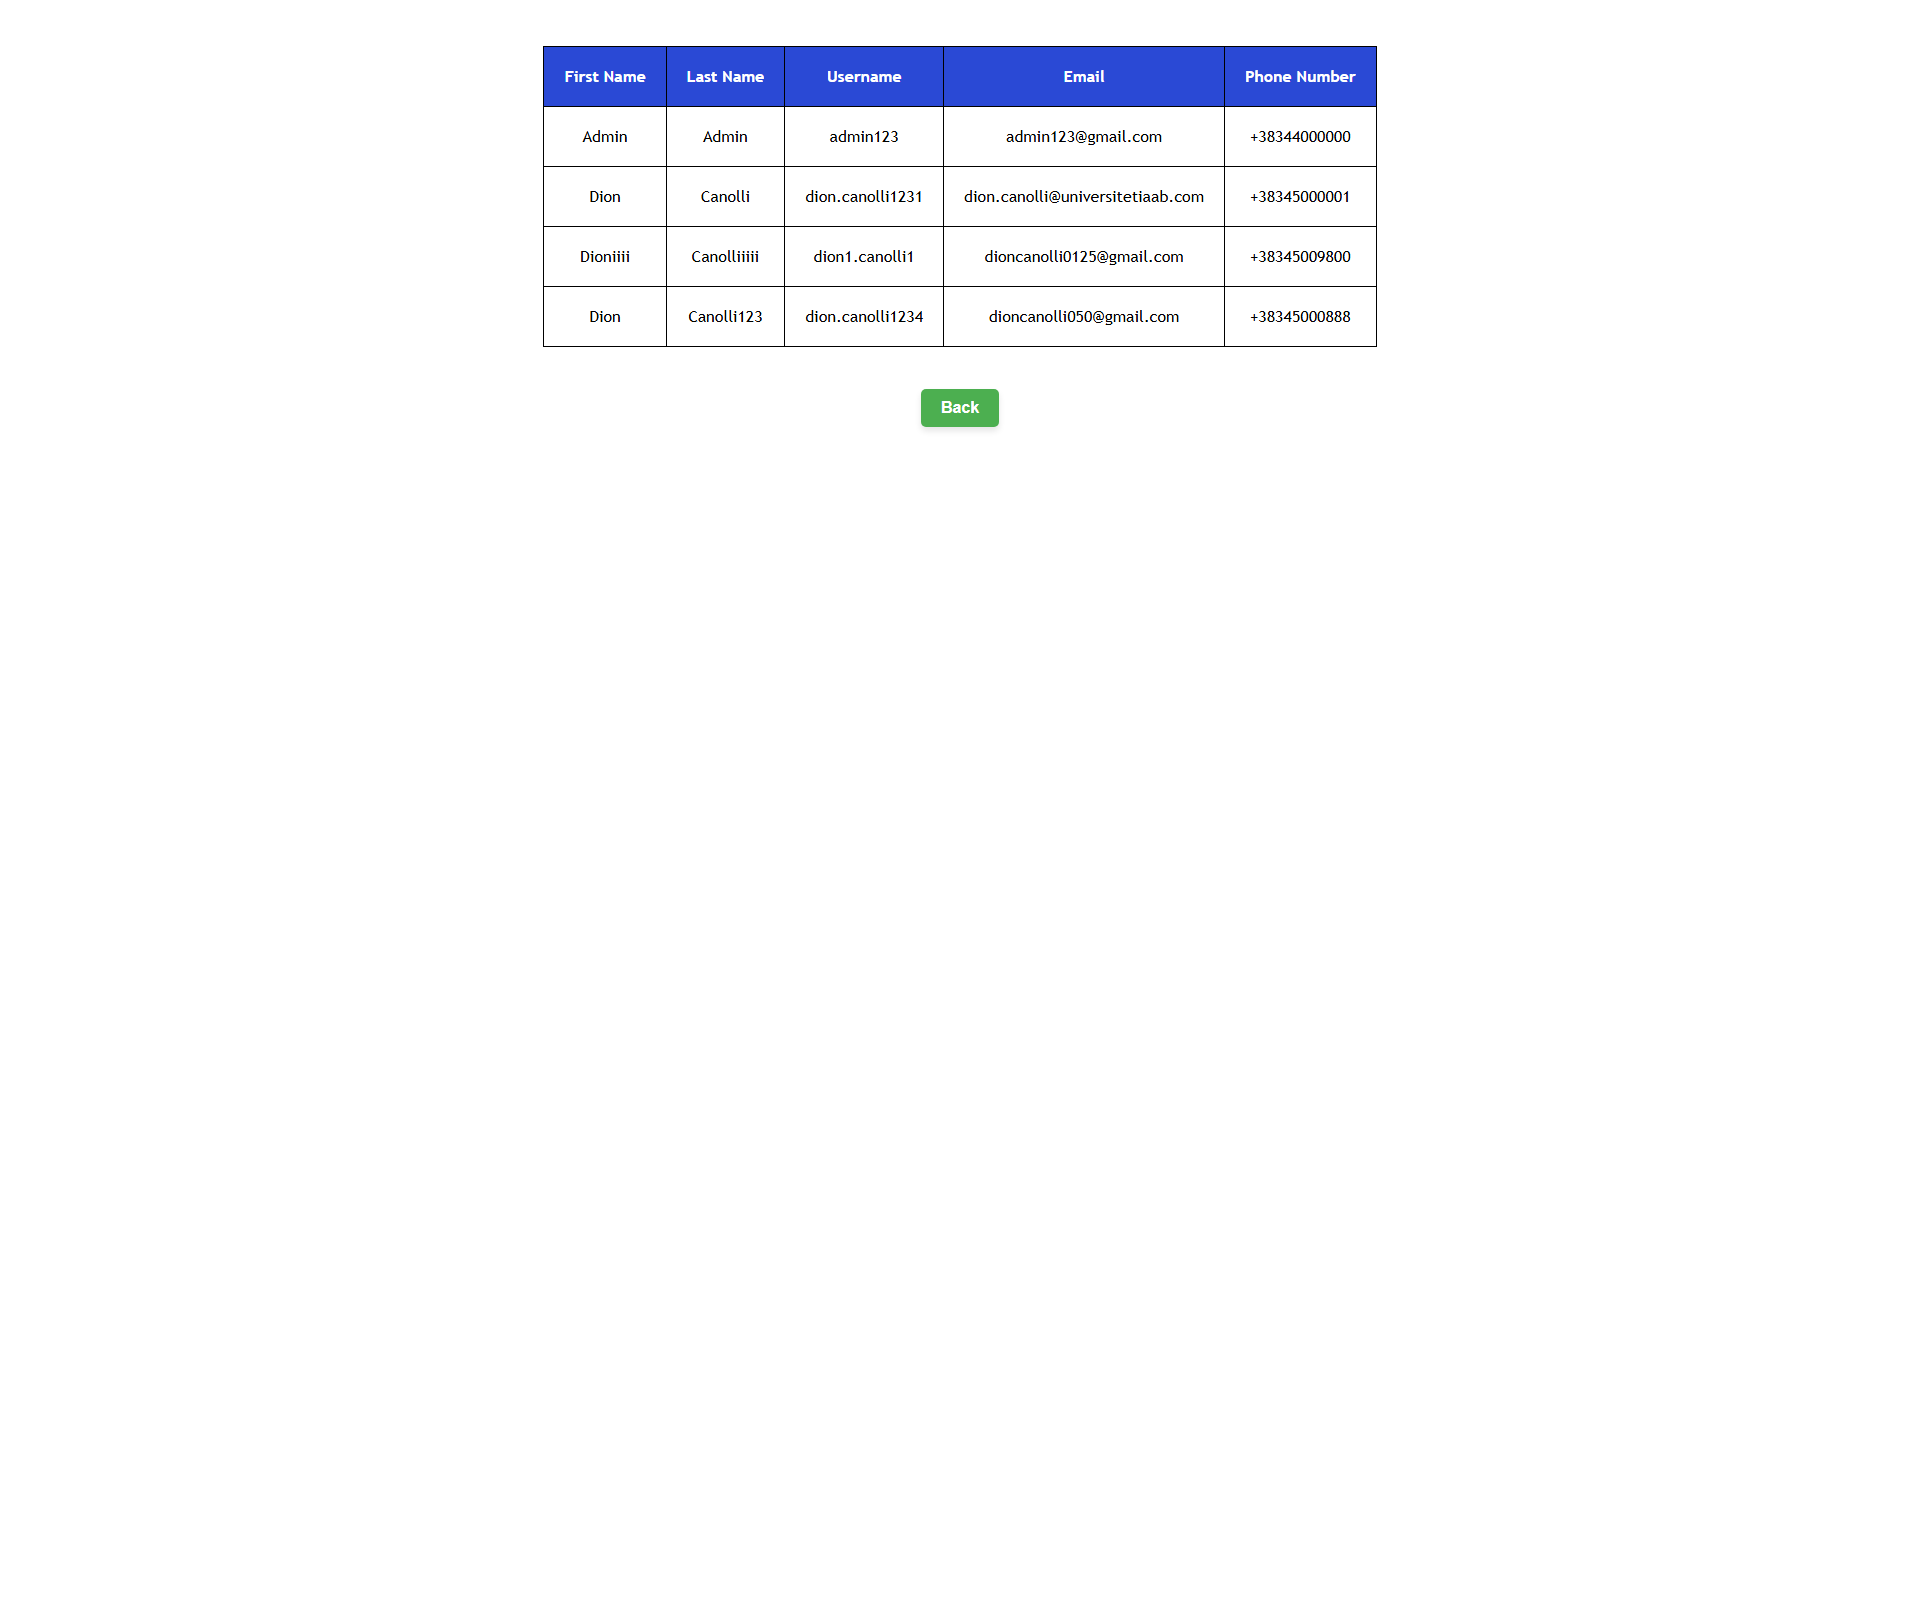 First Name Last Name Username Email Phone Number
Admin Admin admin123 admin123@gmail.com +38344000000
Dion Canolli dion.canolli1231 dion.canolli@universitetiaab.com +38345000001
Dioniiii Canolliiiii dion1.canolli1 dioncanolli0125@gmail.com +38345009800
Dion Canolli123 dion.canolli1234 dioncanolli050@gmail.com +38345000888
Back